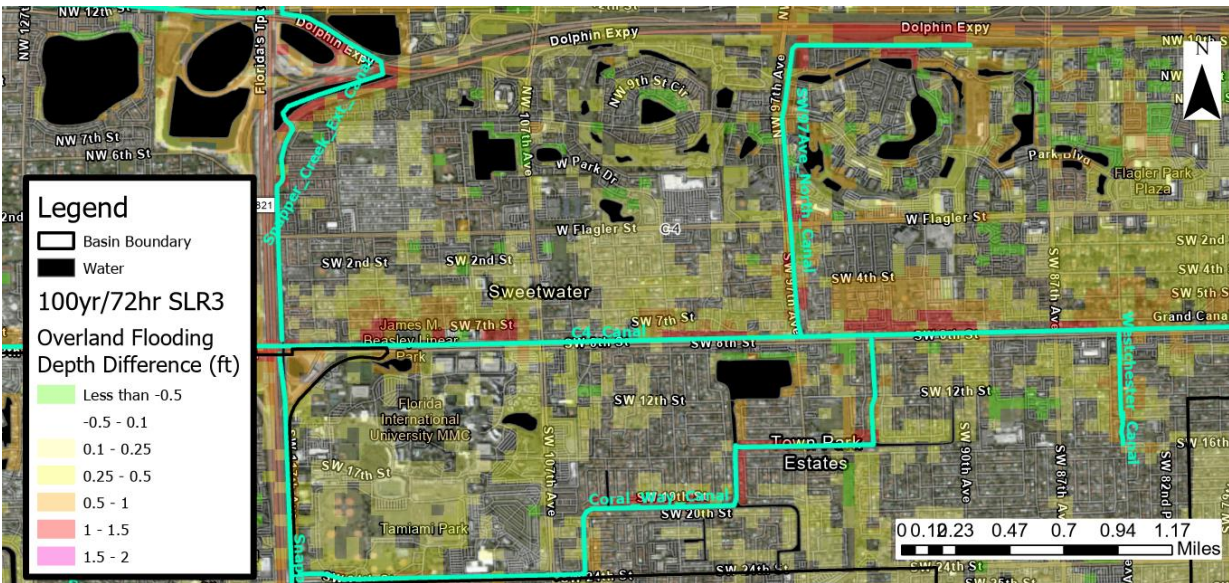 NW 12th St
NW 127th
Florida's Tpk
Dolphin Expy
Dolphin Expy
Dolphin Expy
NW 7th St
NW 6th St
821
Snapper_Creek_Ext_Canal
NW 107th Ave
NW 9th St Cir
W Park Dr
NW 97th Ave
SW97Ave_North_Canal
Park Blvd
Flagler Park
Plaza
N
W Flagler St
C4
W Flagler St
SW 2nd St
SW 2nd St
SW 2nd
Sweetwater
SW 4th St
SW 4th
SW 5th S
SW 97th Ave
SW 87th Ave
Grand Canal
James M.
Beasley Linear
Park
SW 7th St
SW 7th St
C4_Canal
SW 8th St
SW 8th St
Westchester Canal
SW 12th St
SW 12th St
Florida
International
University MMC
Town Park
Estates
SW 16th
SW 17th St
SW 107th Ave
SW 90th Ave
SW 87th Ave
SW 82nd
SW 19th St
Coral_Way_Canal
SW 20th St
Tamiami Park
SW 24th St
SW 24th St
Legend
Basin Boundary
Water
100yr/72hr SLR3
Overland Flooding
Depth Difference (ft)
Less than -0.5
-0.5 - 0.1
0.1 - 0.25
0.25 - 0.5
0.5 - 1
1 - 1.5
1.5 - 2
0 0.12 0.23 0.47 0.7 0.94 1.17
Miles